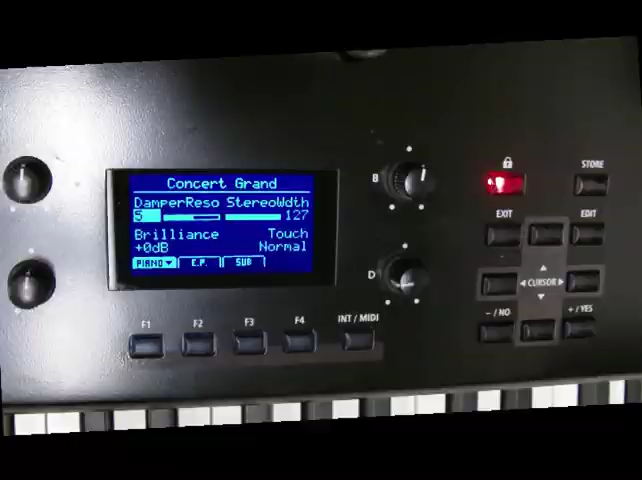 Concert Grand
DamperReso StereoWdth
5 127
Brilliance Touch
+0dB Normal
PIANO▼ E.P. SUB
B
D
STORE
EXIT EDIT
◀ CURSOR ▶
- / NO + / YES
F1 F2 F3 F4 INT / MIDI